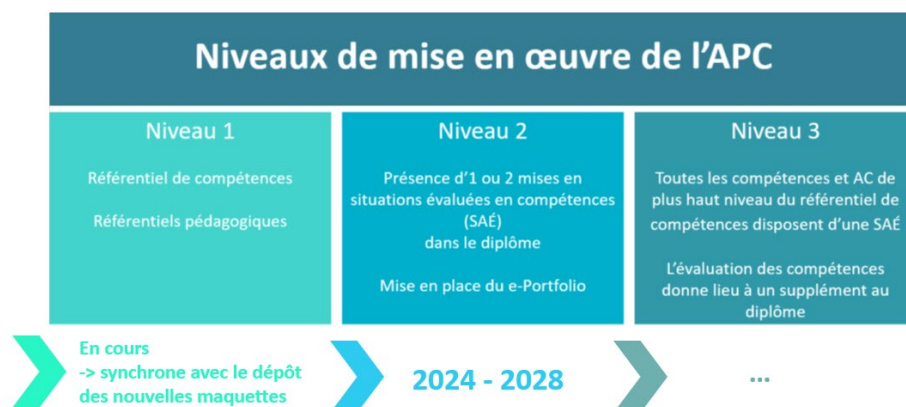 Niveaux de mise en œuvre de l'APC
Niveau 1
Référentiel de compétences
Référentiels pédagogiques
Niveau 2
Présence d'1 ou 2 mises en
situations évaluées en compétences
(SAÉ)
dans le diplôme
Mise en place du e-Portfolio
Niveau 3
Toutes les compétences et AC de
plus haut niveau du référentiel de
compétences disposent d'une SAÉ
L'évaluation des compétences
donne lieu à un supplément au
diplôme
En cours
-> synchrone avec le dépôt
des nouvelles maquettes
2024 - 2028
...